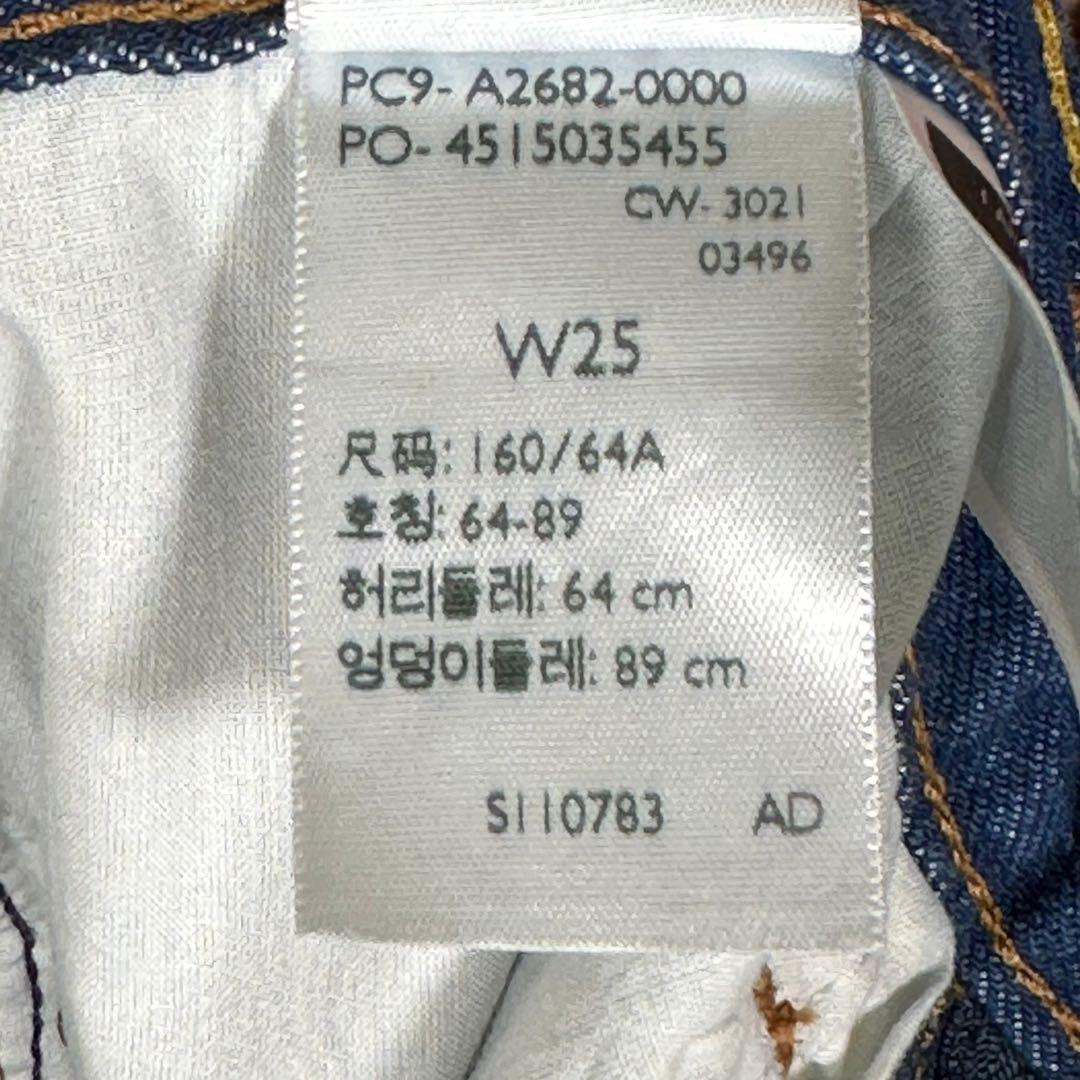 PC9- A2682-0000
PO- 4515035455
CW- 3021
03496
W25
尺码: 160/64A
호칭: 64-89
허리둘레: 64 cm
엉덩이둘레: 89 cm
S110783 AD